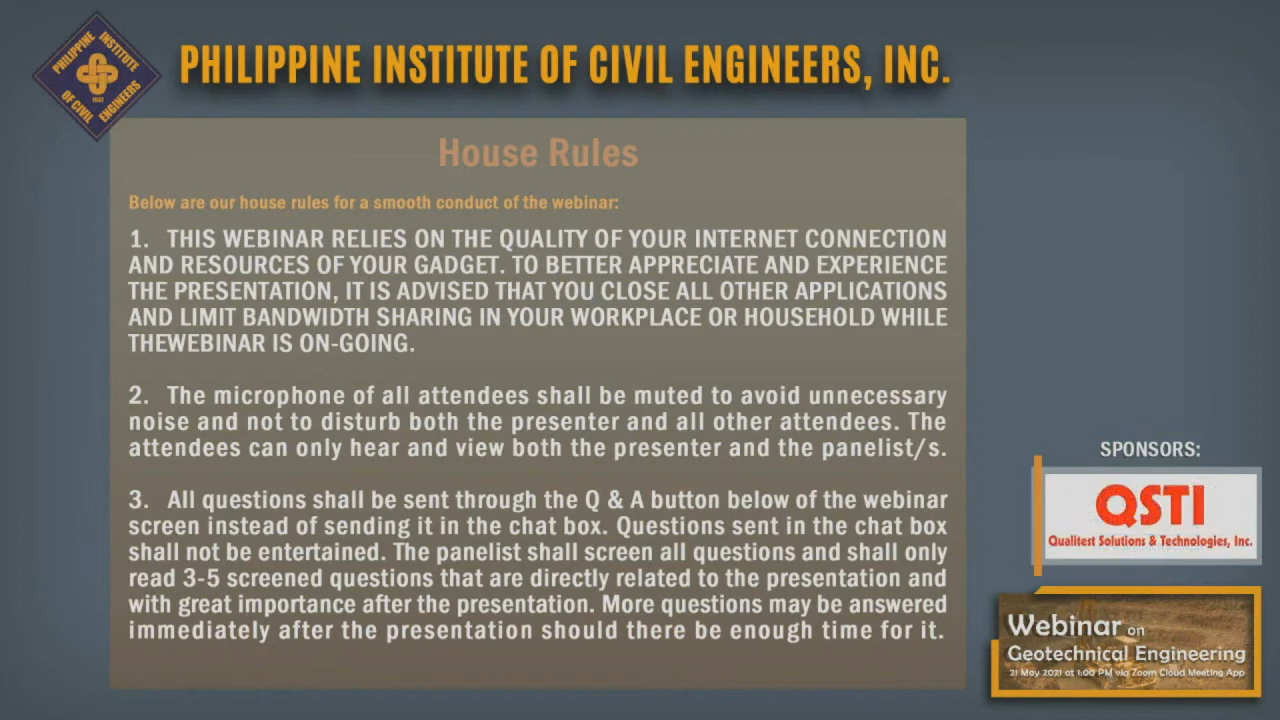 PHILIPPINE INSTITUTE
OF CIVIL ENGINEERS
PHILIPPINE INSTITUTE OF CIVIL ENGINEERS, INC.
House Rules
Below are our house rules for a smooth conduct of the webinar:
1. THIS WEBINAR RELIES ON THE QUALITY OF YOUR INTERNET CONNECTION
AND RESOURCES OF YOUR GADGET. TO BETTER APPRECIATE AND EXPERIENCE
THE PRESENTATION, IT IS ADVISED THAT YOU CLOSE ALL OTHER APPLICATIONS
AND LIMIT BANDWIDTH SHARING IN YOUR WORKPLACE OR HOUSEHOLD WHILE
THEWEBINAR IS ON-GOING.
2. The microphone of all attendees shall be muted to avoid unnecessary
noise and not to disturb both the presenter and all other attendees. The
attendees can only hear and view both the presenter and the panelist/s.
3. All questions shall be sent through the Q & A button below of the webinar
screen instead of sending it in the chat box. Questions sent in the chat box
shall not be entertained. The panelist shall screen all questions and shall only
read 3-5 screened questions that are directly related to the presentation and
with great importance after the presentation. More questions may be answered
immediately after the presentation should there be enough time for it.
SPONSORS:
QSTI
Qualitest Solutions & Technologies, Inc.
Webinar on
Geotechnical Engineering
21 May 2021 at 1:00 PM via Zoom Cloud Meeting App